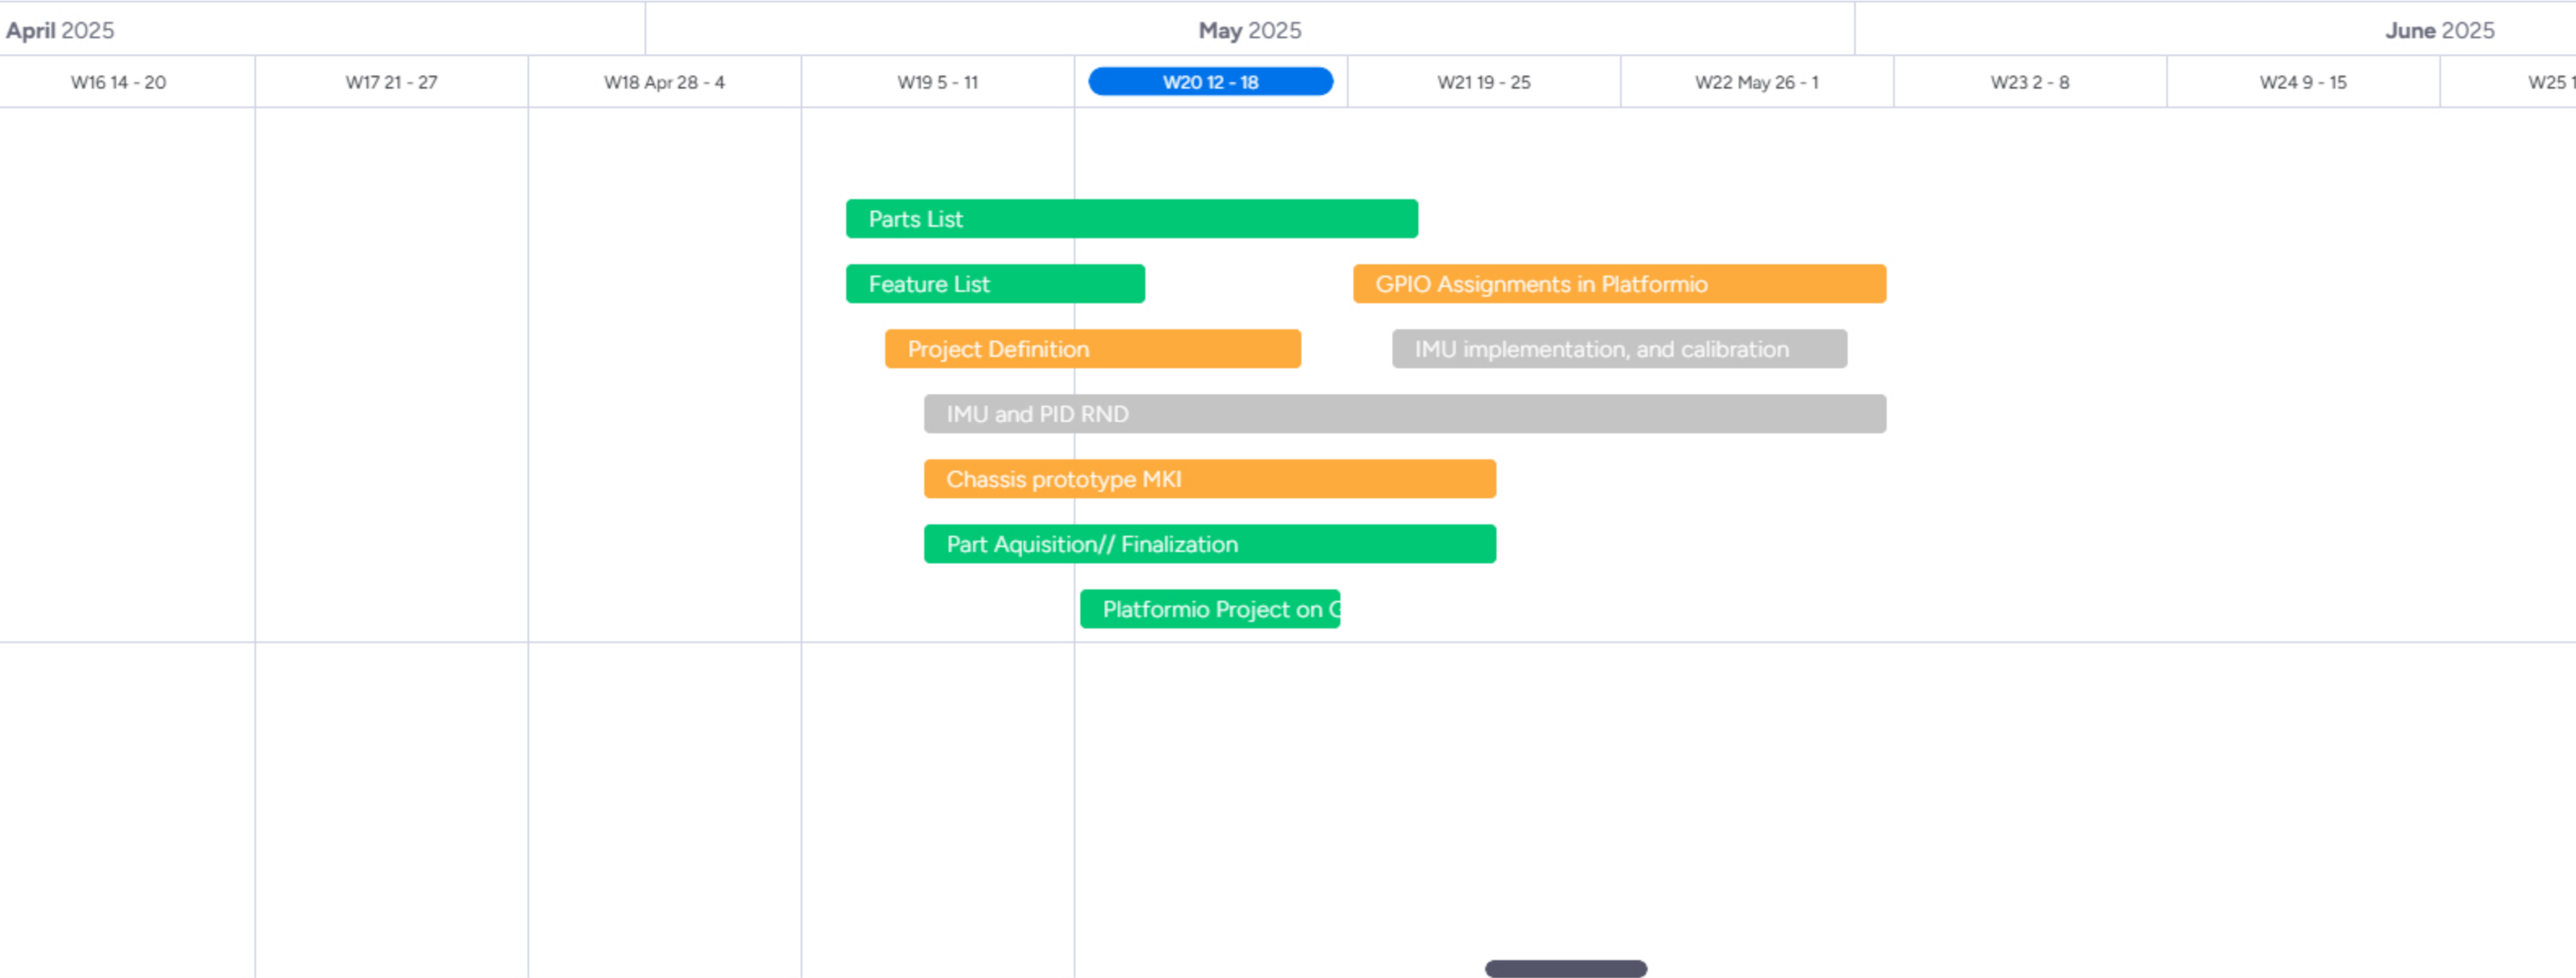 April 2025
May 2025
June 2025
W16 14 - 20
W17 21 - 27
W18 Apr 28 - 4
W19 5 - 11
W20 12 - 18
W21 19 - 25
W22 May 26 - 1
W23 2 - 8
W24 9 - 15
W25
Parts List
Feature List
GPIO Assignments in Platformio
Project Definition
IMU implementation, and calibration
IMU and PID RND
Chassis prototype MKI
Part Aquisition// Finalization
Platformio Project on